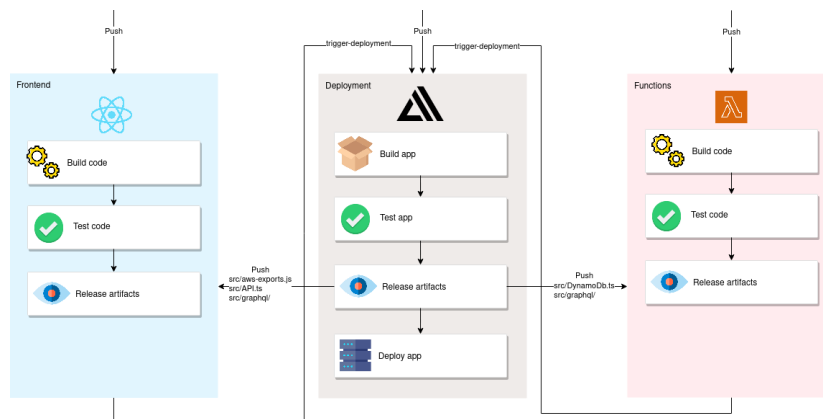 Push
Push
Push
trigger-deployment
trigger-deployment
Frontend
Deployment
Functions
Build code
Test code
Release artifacts
Build app
Test app
Release artifacts
Deploy app
Build code
Test code
Release artifacts
Push
src/aws-exports.js
src/API.ts
src/graphql/
Push
src/DynamoDb.ts
src/graphql/